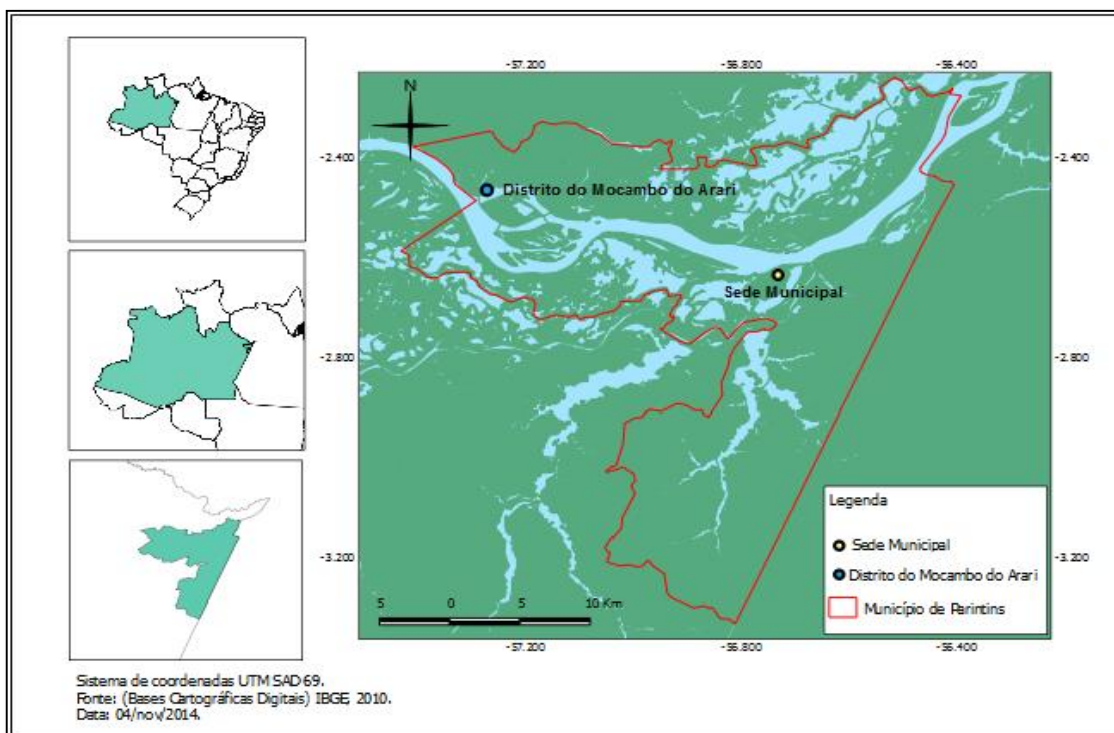 -57.200 -56.800 -56.400
N
-2.400 -2.400
Distrito do Mocambo do Arari
Sede Municipal
-2.800 -2.800
Legenda
Sede Municipal
Distrito do Mocambo do Arari
Município de Parintins
-3.200 -3.200
5 0 5 10 Km
-57.200 -56.800 -56.400
Sistema de coordenadas UTM SAD 69.
Fonte: (Bases Cartográficas Digitais) IBGE, 2010.
Data: 04/nov/2014.